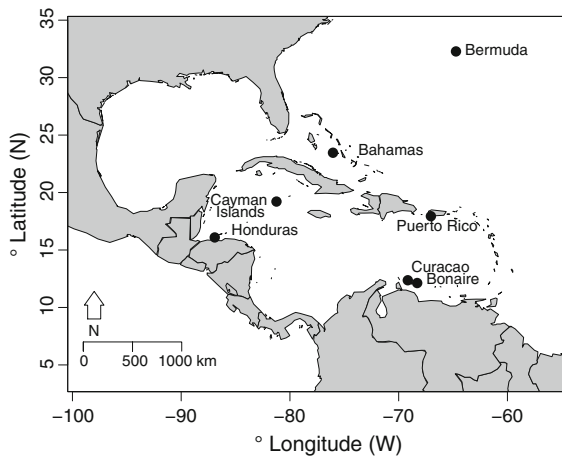 35
30
25
20
15
10
5
° Latitude (N)
Bermuda
Bahamas
Cayman
Islands
Honduras
Puerto Rico
Curacao
Bonaire
N
0 500 1000 km
−100 −90 −80 −70 −60
° Longitude (W)